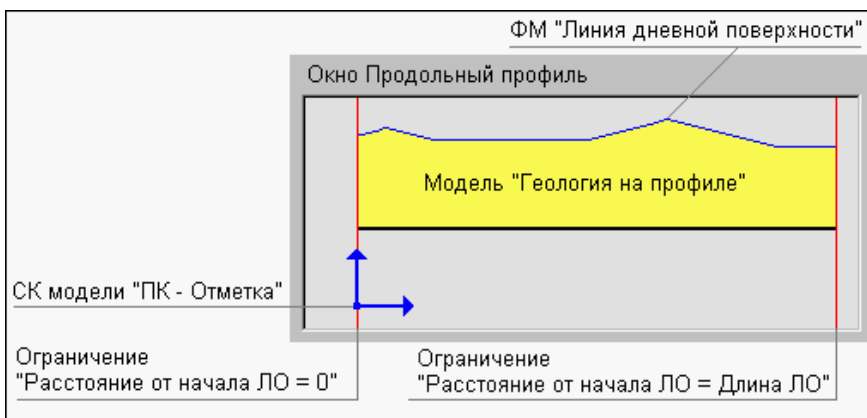 ФМ "Линия дневной поверхности"
Окно Продольный профиль
Модель "Геология на профиле"
СК модели "ПК - Отметка"
Ограничение
"Расстояние от начала ЛО = 0"
Ограничение
"Расстояние от начала ЛО = Длина ЛО"